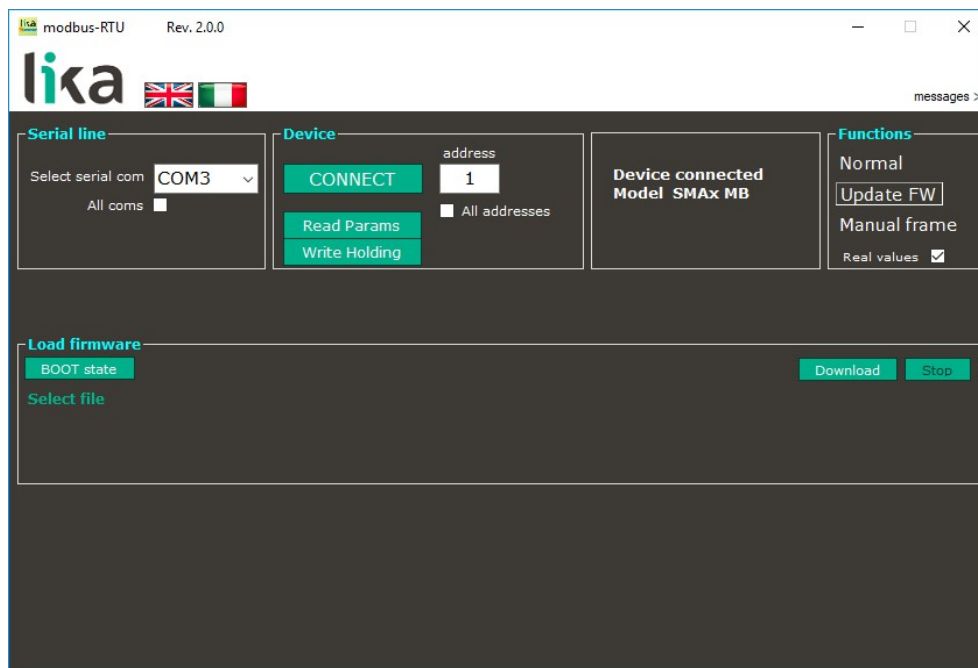 modbus-RTU Rev. 2.0.0
lika
messages >
Serial line
Select serial com COM3
All coms
Device
address
CONNECT 1
All addresses
Read Params
Write Holding
Device connected
Model SMAx MB
Functions
Normal
Update FW
Manual frame
Real values
Load firmware
BOOT state Download Stop
Select file